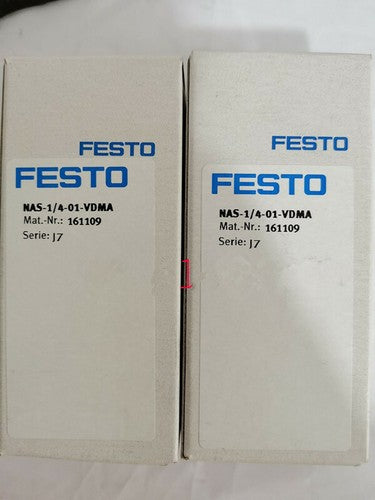 FESTO
FESTO
NAS-1/4-01-VDMA
Mat.-Nr.: 161109
Serie: J7
FESTO
FESTO
NAS-1/4-01-VDMA
Mat.-Nr.: 161109
Serie: J7
1